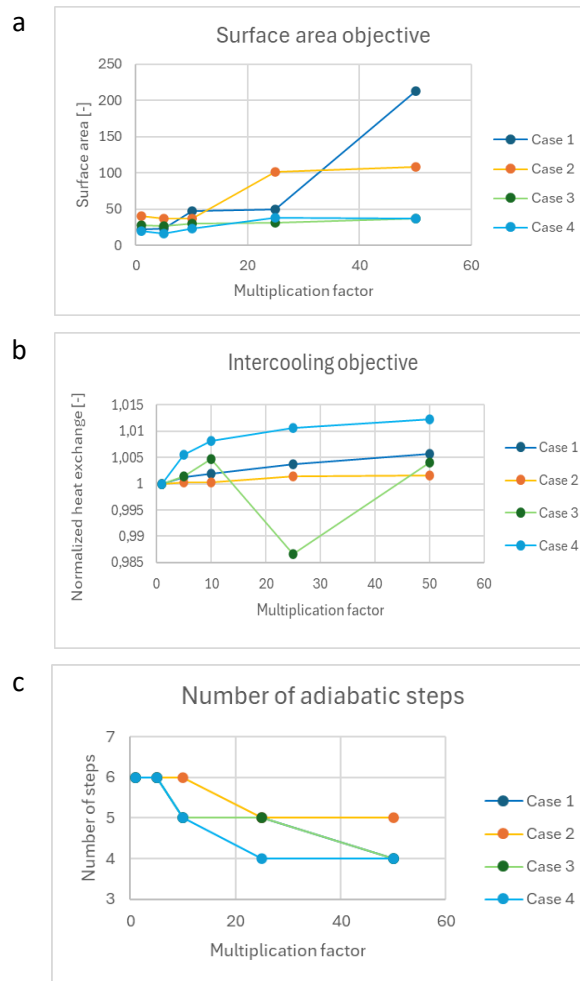 a
Surface area objective
250
200
150
100
50
0
0 20 40 60
Surface area [-]
Multiplication factor
Case 1
Case 2
Case 3
Case 4
b
Intercooling objective
1,015
1,01
1,005
1
0,995
0,99
0,985
0 10 20 30 40 50 60
Normalized heat exchange [-]
Multiplication factor
Case 1
Case 2
Case 3
Case 4
c
Number of adiabatic steps
7
6
5
4
3
0 20 40 60
Number of steps
Multiplication factor
Case 1
Case 2
Case 3
Case 4